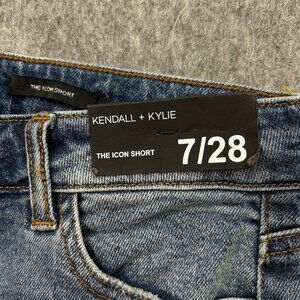 THE ICON SHORT
KENDALL + KYLIE
THE ICON SHORT 7/28